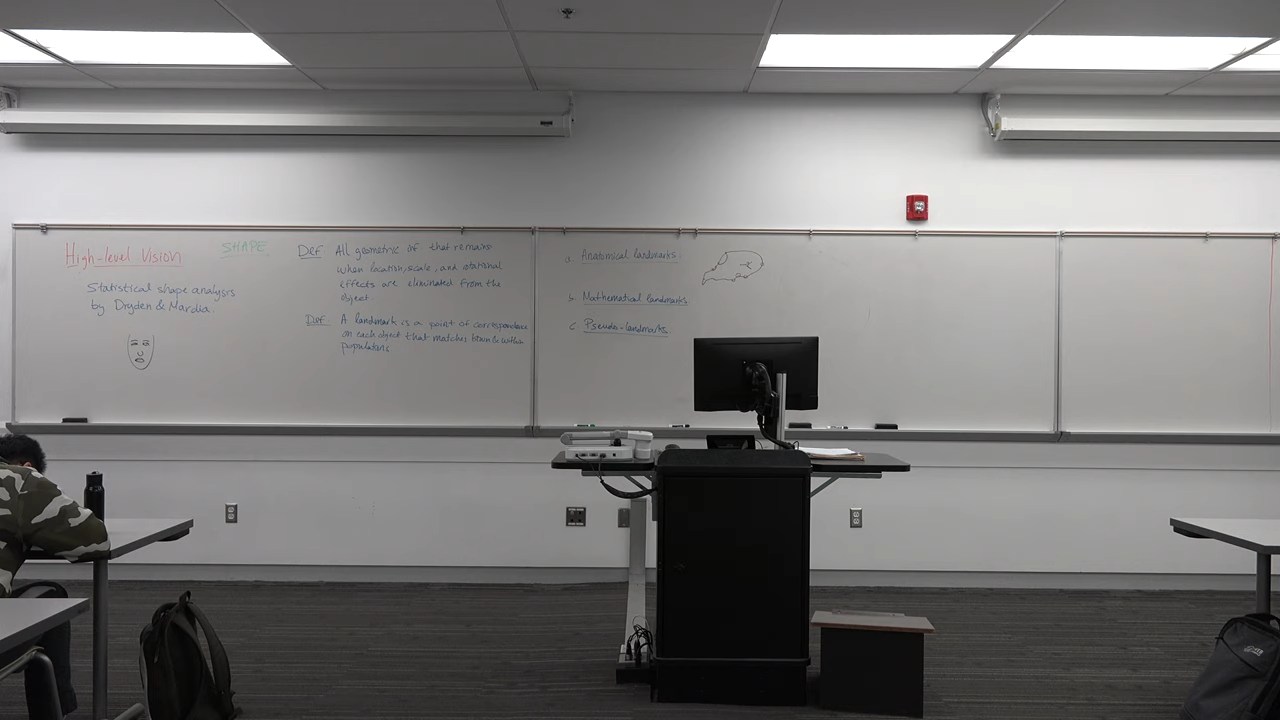 High-level Vision
SHAPE
Statistical shape analysis
by Dryden & Mardia.
Def All geometric of that remains
when location, scale, and rotational
effects are eliminated from the
object.
Def A landmark is a point of correspondence
on each object that matches & within
populations
a. Anatomical landmarks.
b. Mathematical landmarks
c Pseudo-landmarks